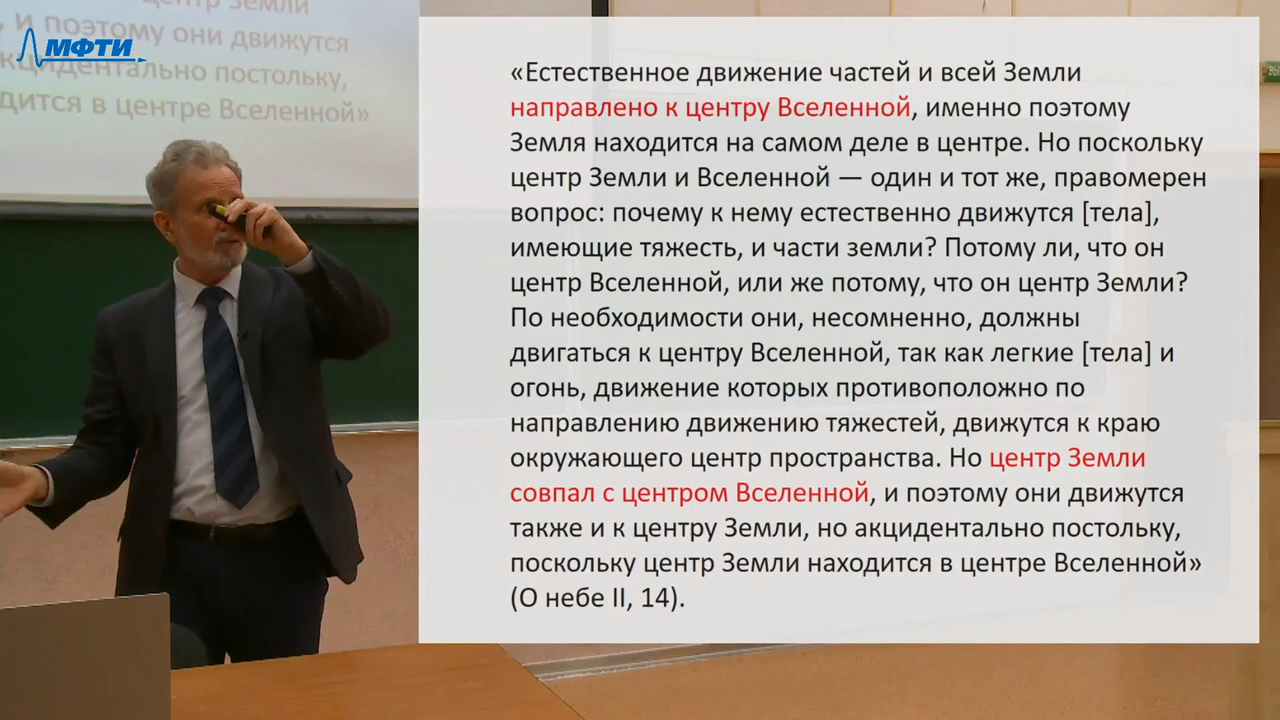 центр Земли
, и поэтому они движутся
кцидентально постольку,
дится в центре Вселенной»
МФТИ
«Естественное движение частей и всей Земли
направлено к центру Вселенной, именно поэтому
Земля находится на самом деле в центре. Но поскольку
центр Земли и Вселенной — один и тот же, правомерен
вопрос: почему к нему естественно движутся [тела],
имеющие тяжесть, и части земли? Потому ли, что он
центр Вселенной, или же потому, что он центр Земли?
По необходимости они, несомненно, должны
двигаться к центру Вселенной, так как легкие [тела] и
огонь, движение которых противоположно по
направлению движению тяжестей, движутся к краю
окружающего центр пространства. Но центр Земли
совпал с центром Вселенной, и поэтому они движутся
также и к центру Земли, но акцидентально постольку,
поскольку центр Земли находится в центре Вселенной»
(О небе II, 14).